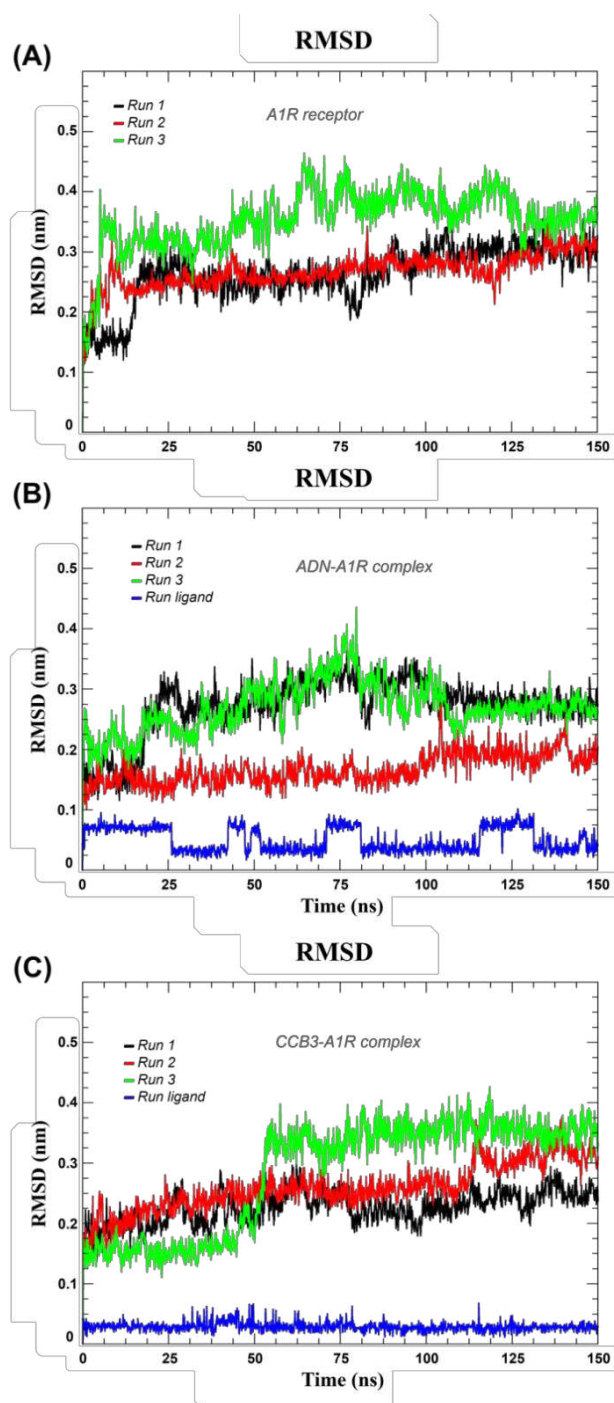 RMSD
(A)
A1R receptor
Run 1
Run 2
Run 3
RMSD (nm)
0.5
0.4
0.3
0.2
0.1
0
0 25 50 75 100 125 150
RMSD
(B)
ADN-A1R complex
Run 1
Run 2
Run 3
Run ligand
RMSD (nm)
0.5
0.4
0.3
0.2
0.1
0
0 25 50 75 100 125 150
Time (ns)
RMSD
(C)
CCB3-A1R complex
Run 1
Run 2
Run 3
Run ligand
RMSD (nm)
0.5
0.4
0.3
0.2
0.1
0
0 25 50 75 100 125 150
Time (ns)